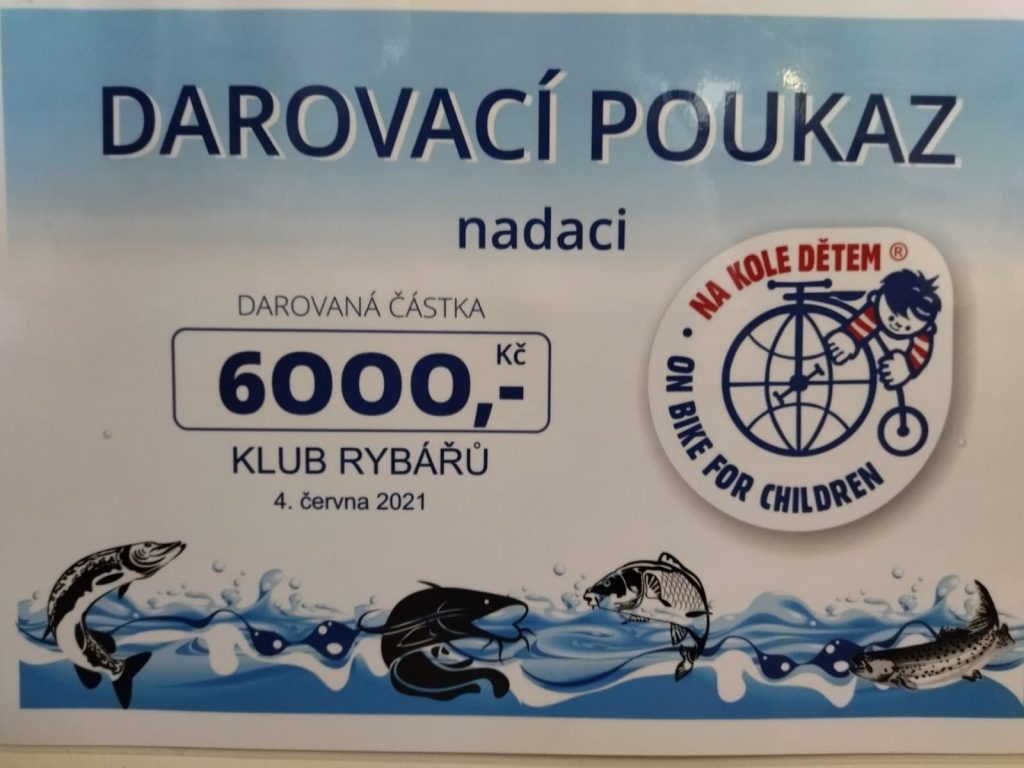 DAROVACÍ POUKAZ
nadaci
DAROVANÁ ČÁSTKA
6000,- Kč
KLUB RYBÁŘŮ
4. června 2021
NA KOLE DĚTEM ®
• ON BIKE FOR CHILDREN